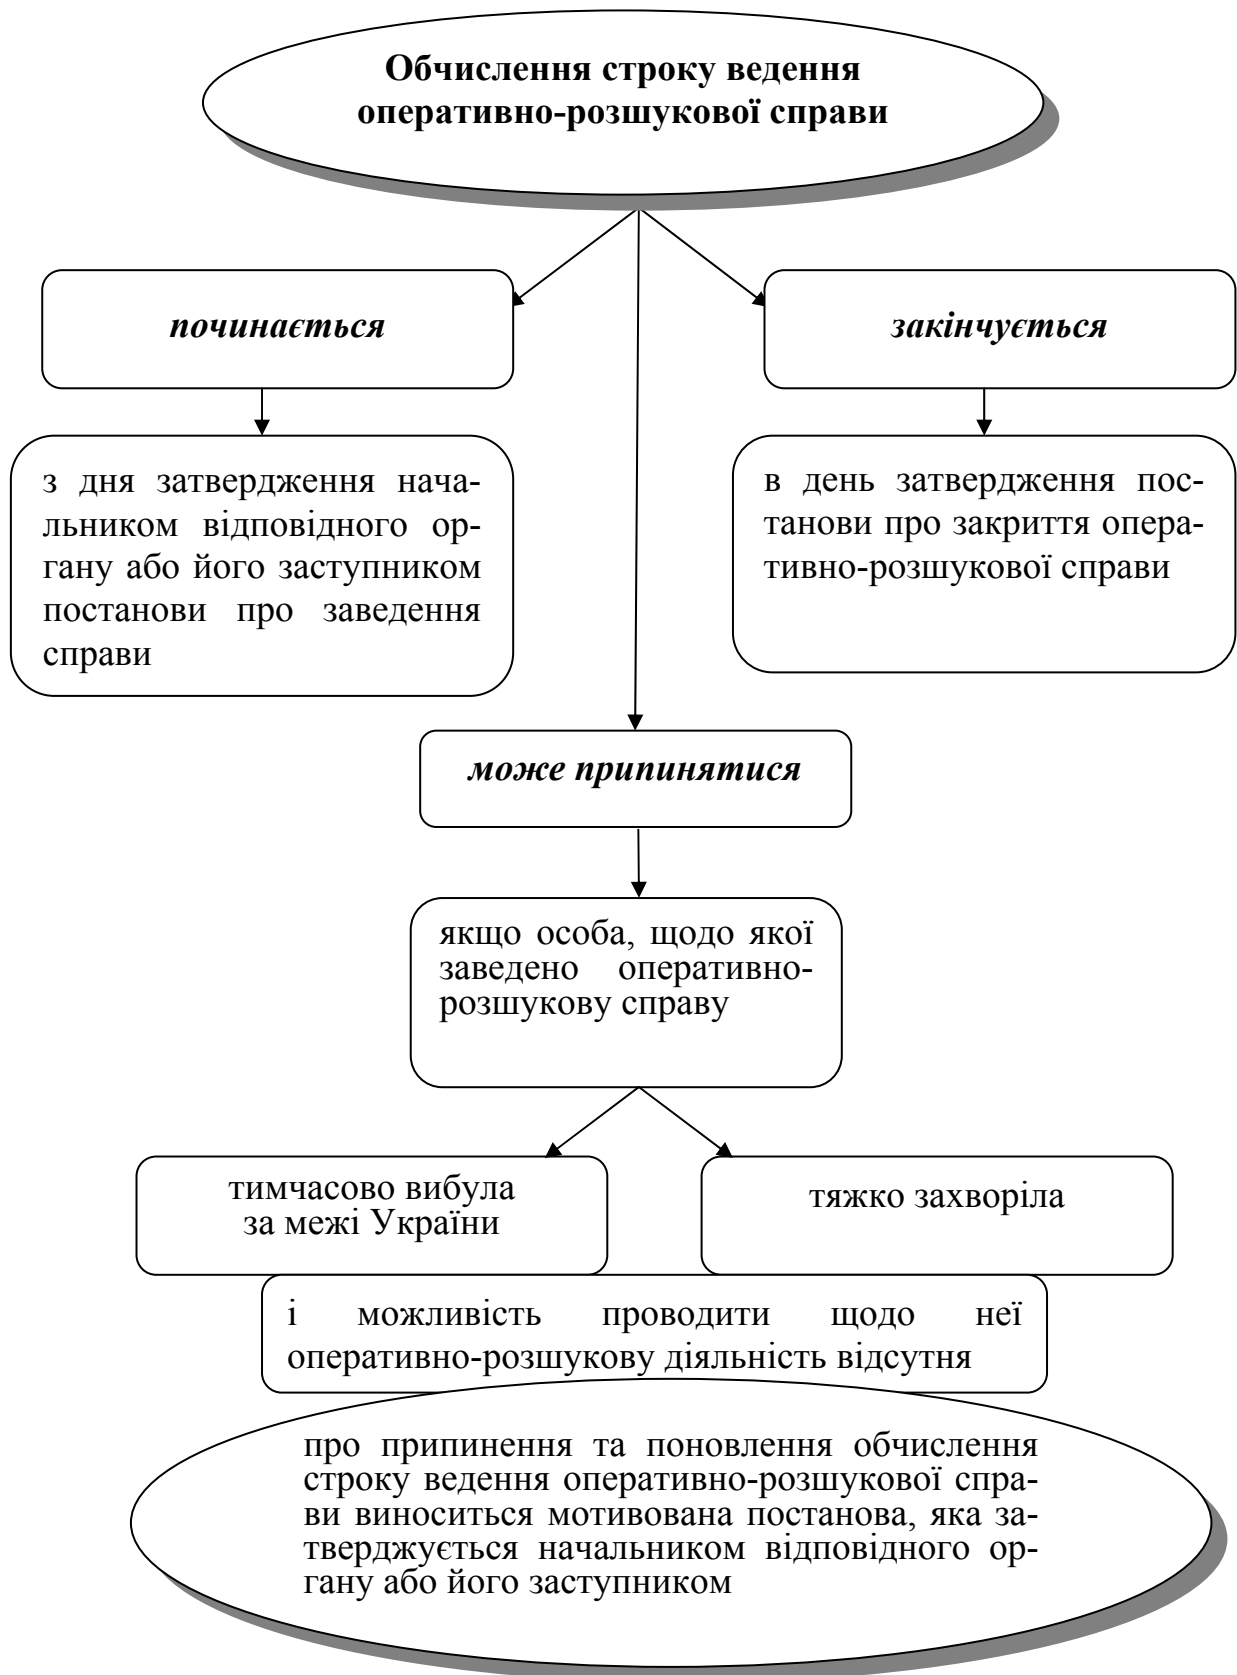 Обчислення строку ведення
оперативно-розшукової справи
починається
закінчується
з дня затвердження нача-
льником відповідного ор-
гану або його заступником
постанови про заведення
справи
в день затвердження пос-
танови про закриття опера-
тивно-розшукової справи
може припинятися
якщо особа, щодо якої
заведено оперативно-
розшукову справу
тимчасово вибула
за межі України
тяжко захворіла
і можливість проводити щодо неї
оперативно-розшукову діяльність відсутня
про припинення та поновлення обчислення
строку ведення оперативно-розшукової спра-
ви виноситься мотивована постанова, яка за-
тверджується начальником відповідного ор-
гану або його заступником